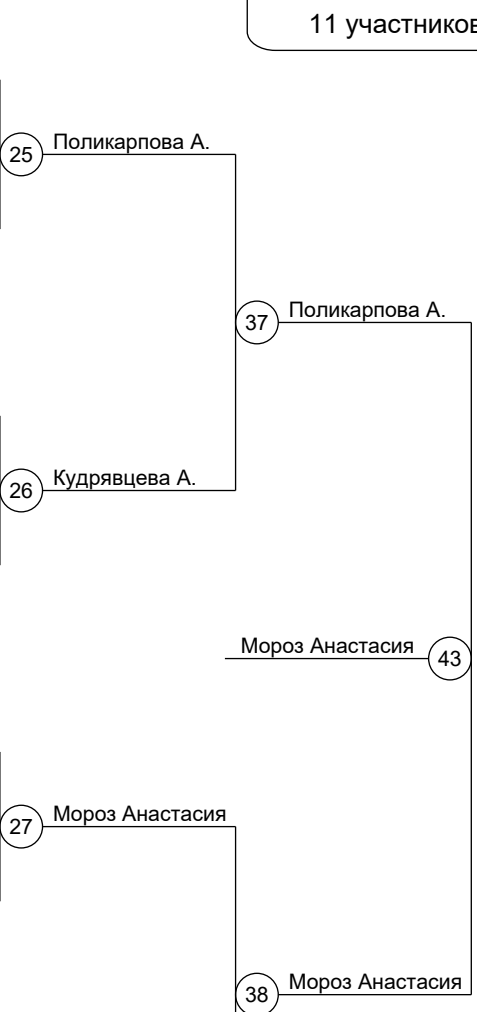 11 участников
25 Поликарпова А.
37 Поликарпова А.
26 Кудрявцева А.
Мороз Анастасия 43
27 Мороз Анастасия
38 Мороз Анастасия